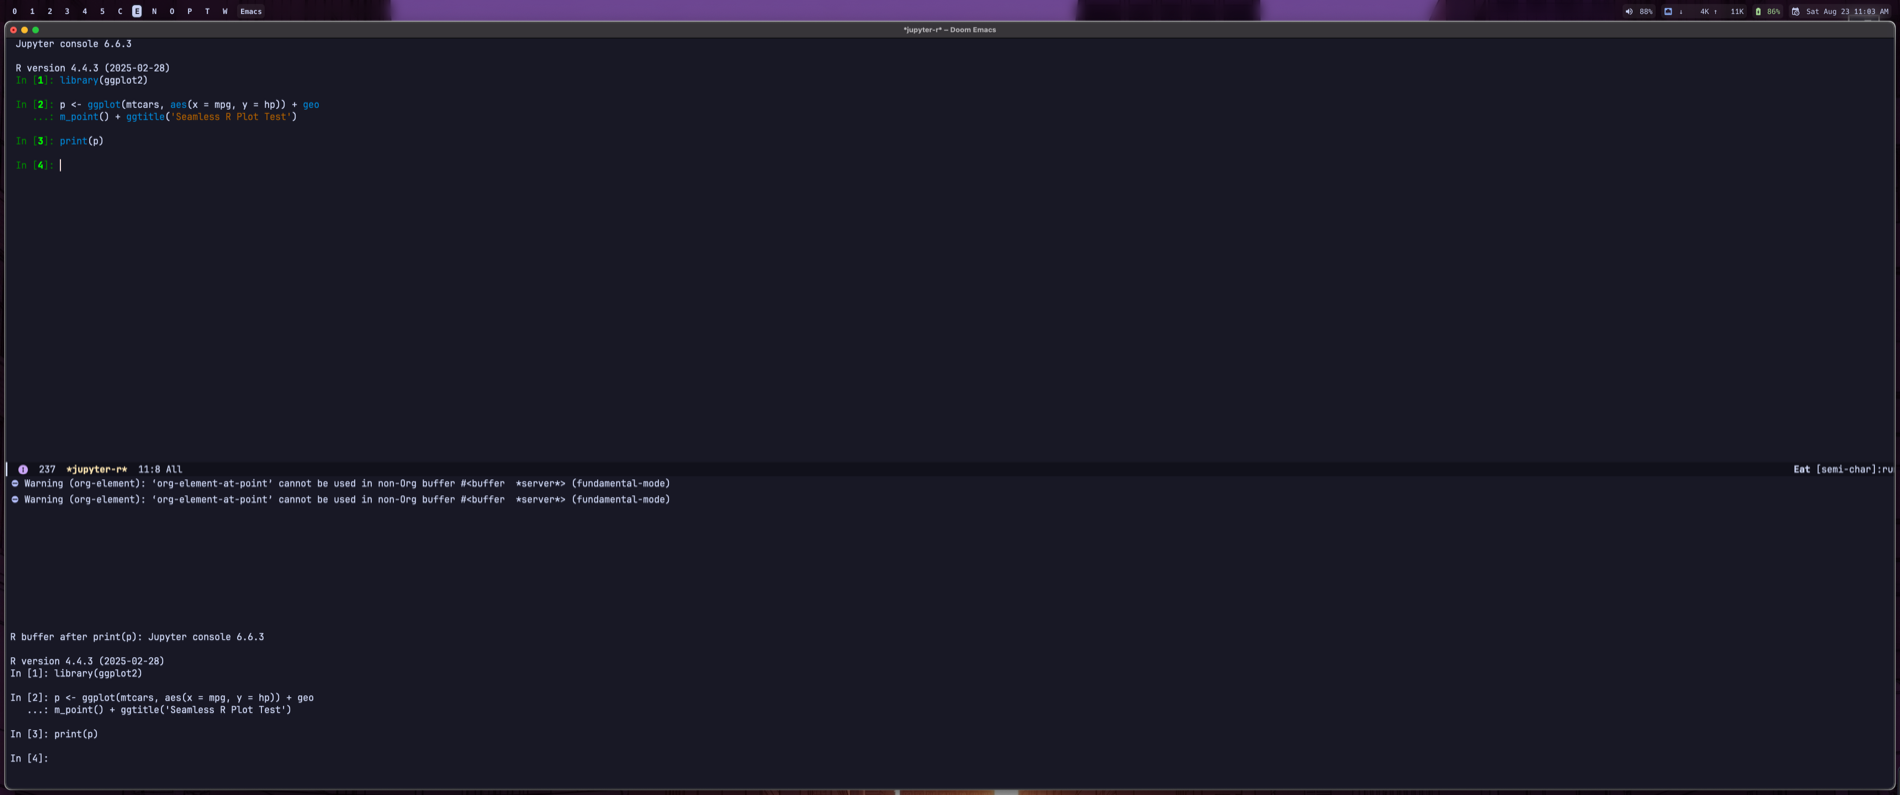 0 1 2 3 4 5 C E N O P T W Emacs 88% ↓ 4K ↑ 11K 86% Sat Aug 23 11:03 AM
*jupyter-r* – Doom Emacs
Jupyter console 6.6.3
R version 4.4.3 (2025-02-28)
In [1]: library(ggplot2)
In [2]: p <- ggplot(mtcars, aes(x = mpg, y = hp)) + geo
...: m_point() + ggtitle('Seamless R Plot Test')
In [3]: print(p)
In [4]:
237 *jupyter-r* 11:8 All Eat [semi-char]:ru
Warning (org-element): 'org-element-at-point' cannot be used in non-Org buffer #<buffer  *server*> (fundamental-mode)
Warning (org-element): 'org-element-at-point' cannot be used in non-Org buffer #<buffer  *server*> (fundamental-mode)
R buffer after print(p): Jupyter console 6.6.3
R version 4.4.3 (2025-02-28)
In [1]: library(ggplot2)
In [2]: p <- ggplot(mtcars, aes(x = mpg, y = hp)) + geo
...: m_point() + ggtitle('Seamless R Plot Test')
In [3]: print(p)
In [4]: